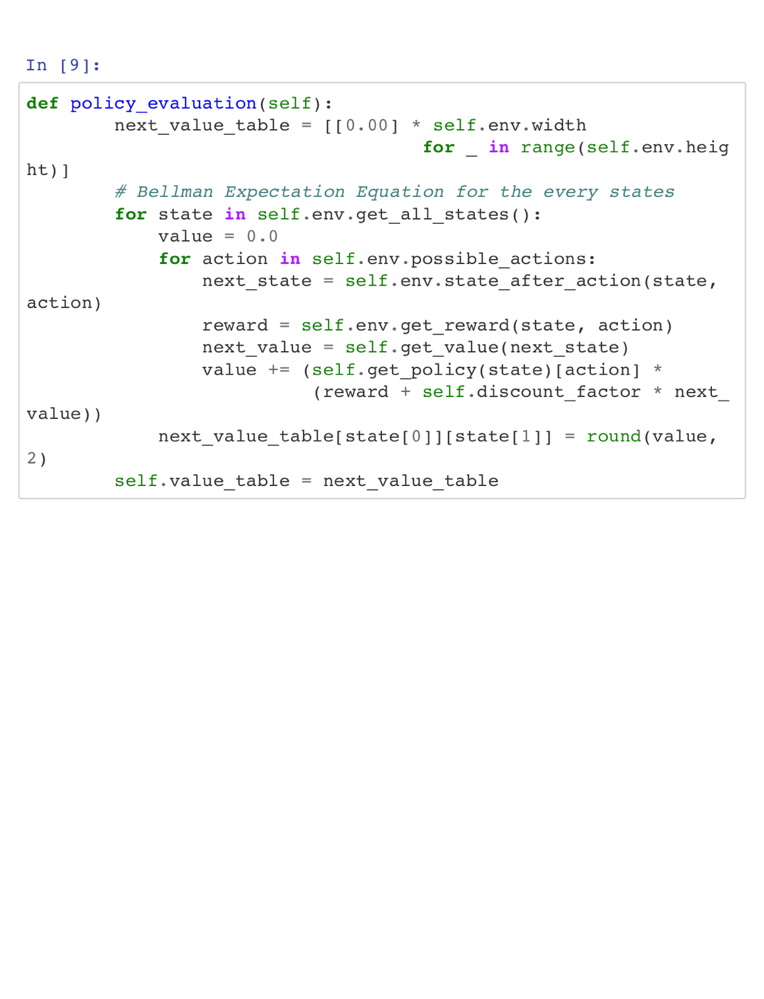 In [9]:
def policy_evaluation(self):
        next_value_table = [[0.00] * self.env.width
                                    for _ in range(self.env.heig
ht)]
        # Bellman Expectation Equation for the every states
        for state in self.env.get_all_states():
            value = 0.0
            for action in self.env.possible_actions:
                next_state = self.env.state_after_action(state,
action)
                reward = self.env.get_reward(state, action)
                next_value = self.get_value(next_state)
                value += (self.get_policy(state)[action] *
                          (reward + self.discount_factor * next_
value))
            next_value_table[state[0]][state[1]] = round(value,
2)
        self.value_table = next_value_table